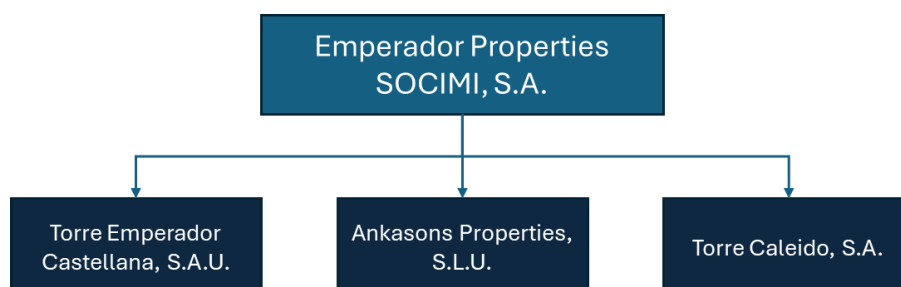 Emperador Properties
SOCIMI, S.A.
Torre Emperador
Castellana, S.A.U.
Ankasons Properties,
S.L.U.
Torre Caleido, S.A.